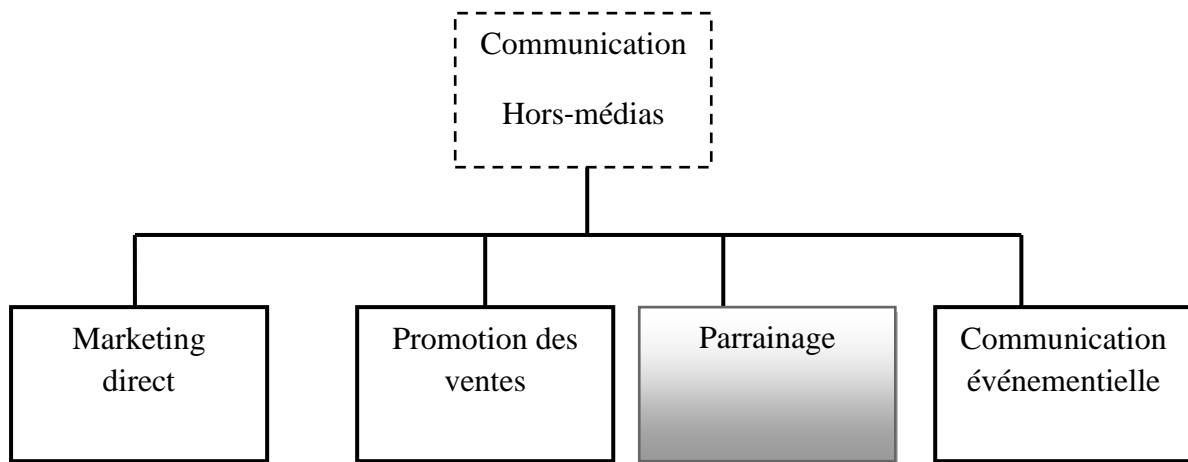 Communication
Hors-médias
Marketing
direct
Promotion des
ventes
Parrainage
Communication
événementielle